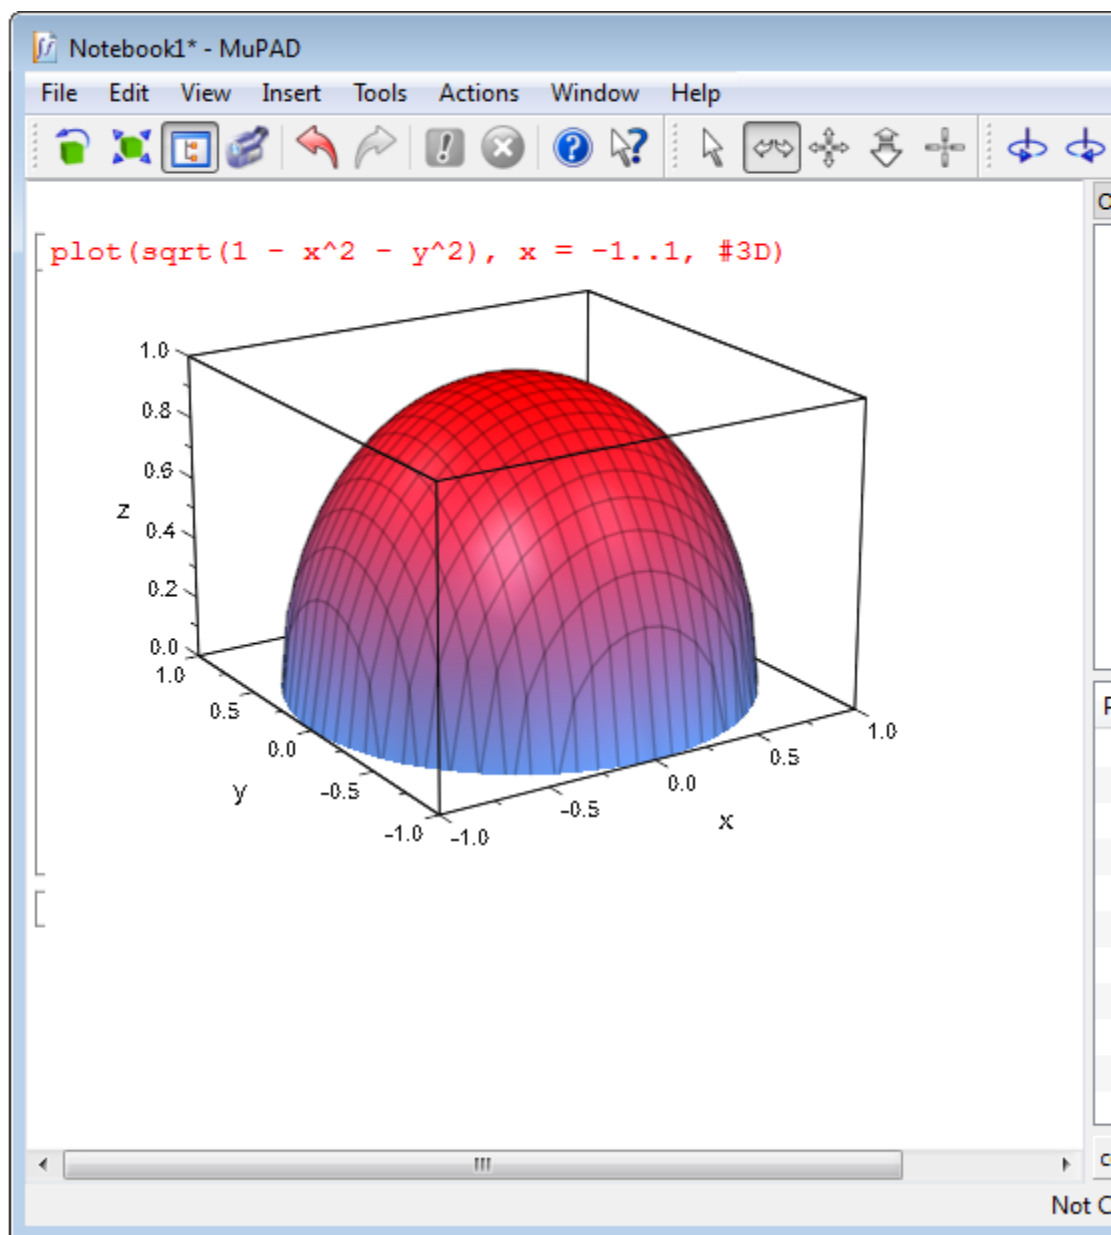 Notebook1* - MuPAD
File Edit View Insert Tools Actions Window Help
plot(sqrt(1 - x^2 - y^2), x = -1..1, #3D)
1.0
0.8
0.6
z
0.4
0.2
0.0
1.0
0.5
0.0
-0.5
-1.0
y
-1.0
-0.5
0.0
0.5
1.0
x
Not